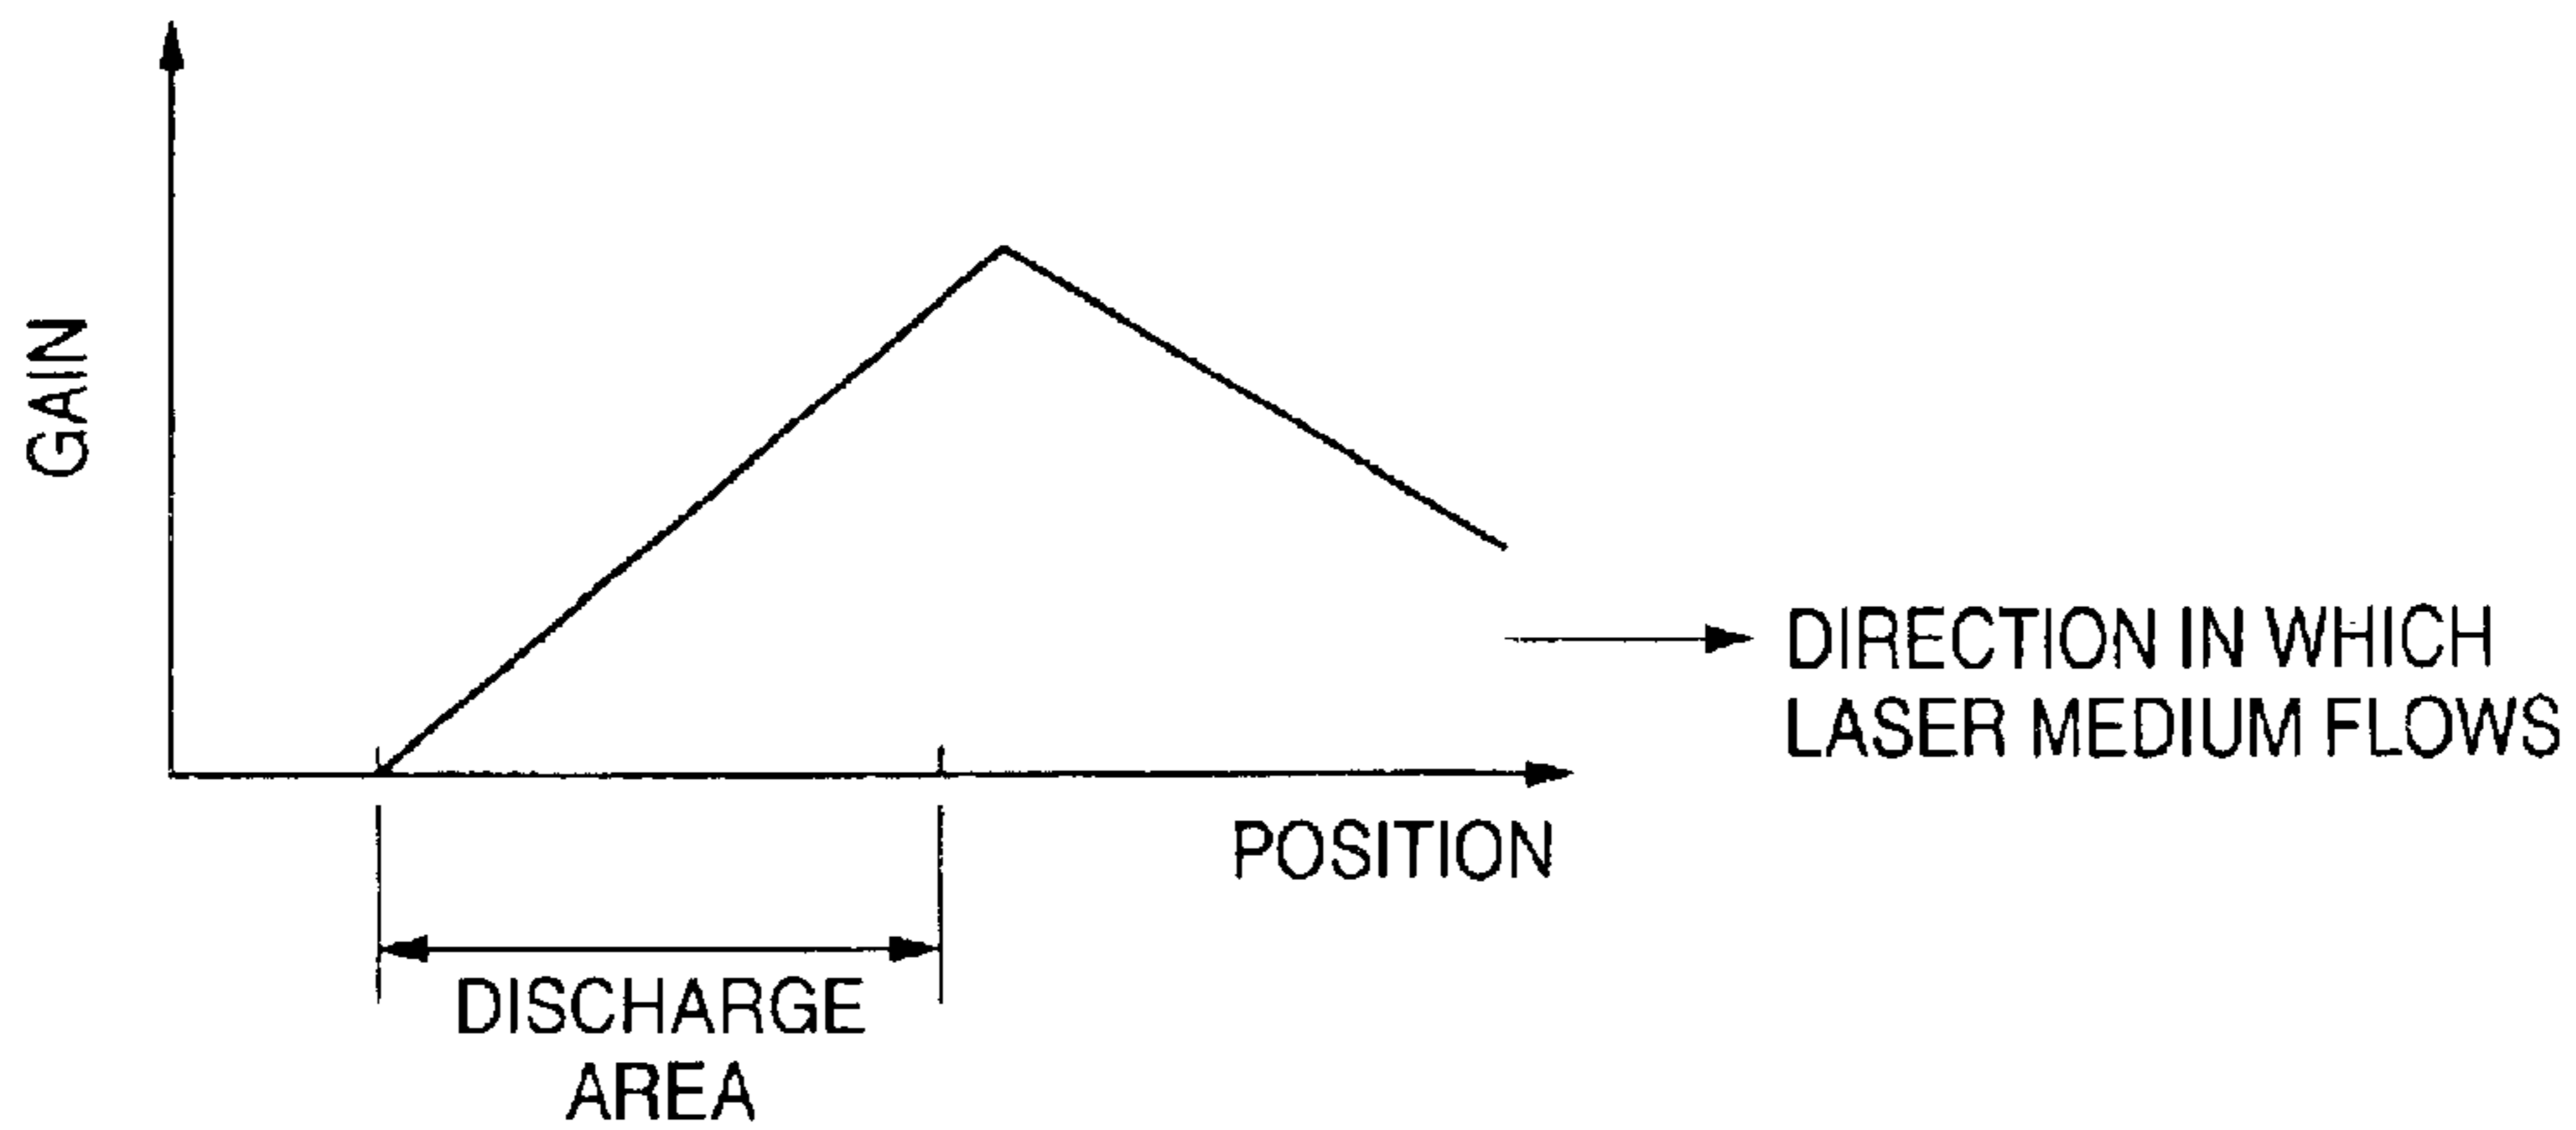 GAIN
DIRECTION IN WHICH
LASER MEDIUM FLOWS
POSITION
DISCHARGE
AREA